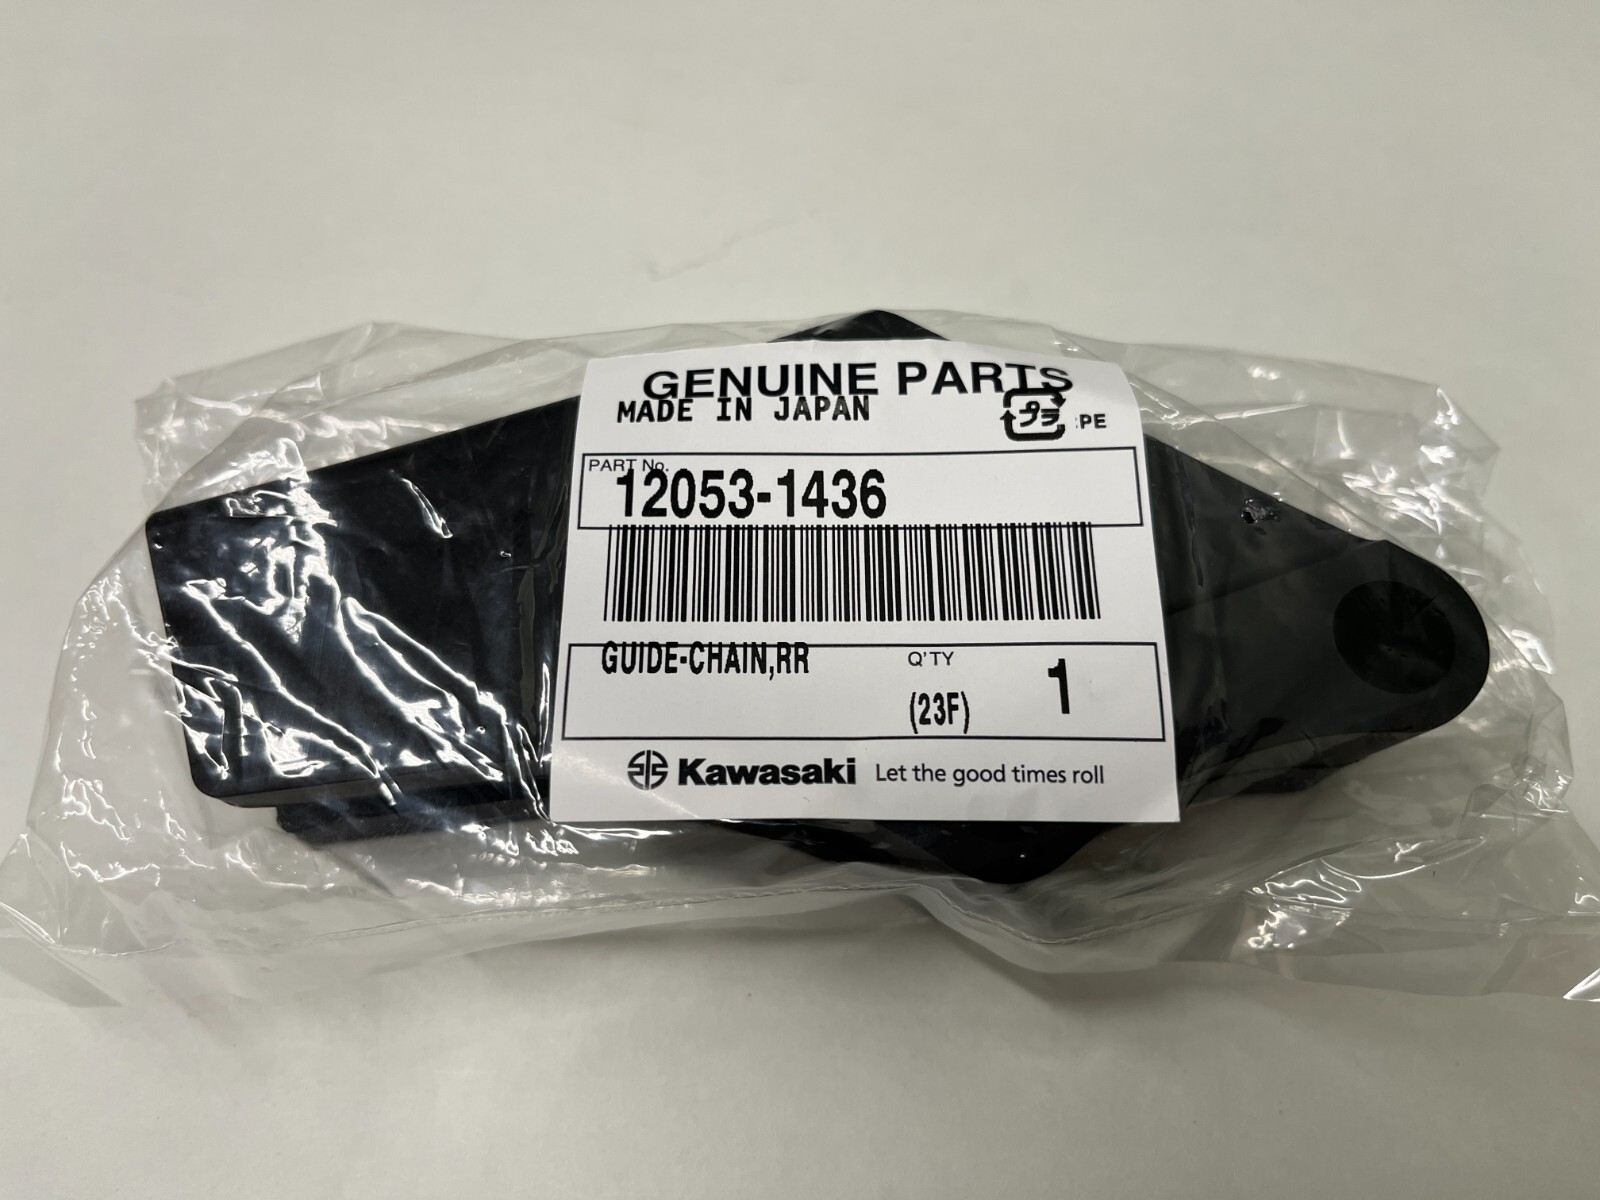 GENUINE PARTS
MADE IN JAPAN
プラ :PE
PART No.
12053-1436
GUIDE-CHAIN,RR
Q'TY
(23F) 1
Kawasaki Let the good times roll